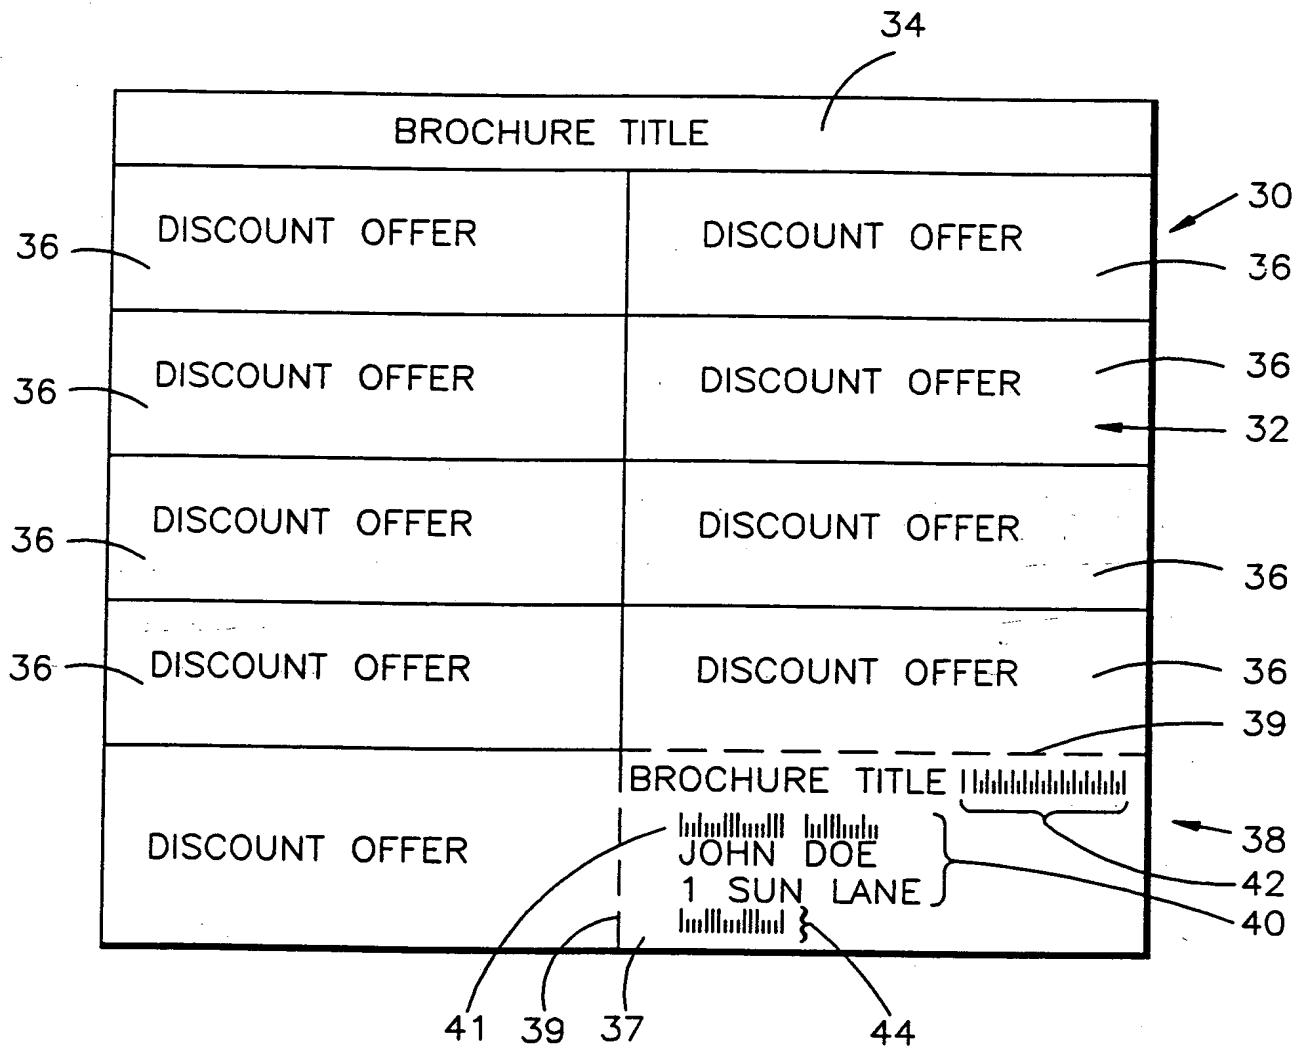 34
BROCHURE TITLE
30
DISCOUNT OFFER DISCOUNT OFFER
36 36
DISCOUNT OFFER DISCOUNT OFFER
36 36
32
DISCOUNT OFFER DISCOUNT OFFER
36 36
DISCOUNT OFFER DISCOUNT OFFER
36 36
39
BROCHURE TITLE
DISCOUNT OFFER
38
JOHN DOE
42
1 SUN LANE
40
41 39 37 44